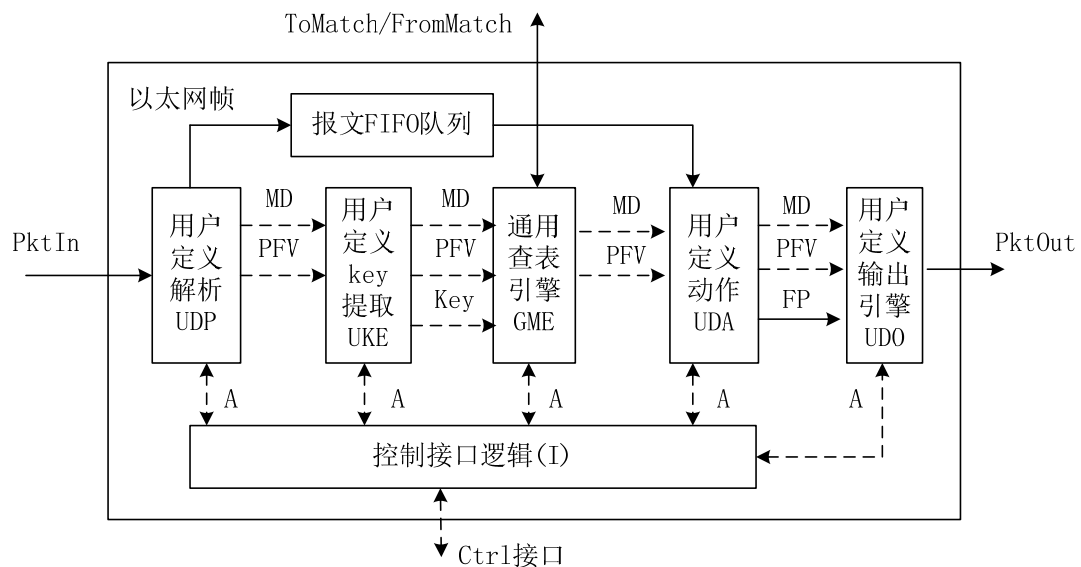 ToMatch/FromMatch
以太网帧
报文FIFO队列
PktIn
用户
定义
解析
UDP
MD
PFV
用户
定义
key
提取
UKE
MD
PFV
Key
通用
查表
引擎
GME
MD
PFV
用户
定义
动作
UDA
MD
PFV
FP
用户
定义
输出
引擎
UDO
PktOut
A
A
A
A
A
控制接口逻辑(I)
Ctrl接口